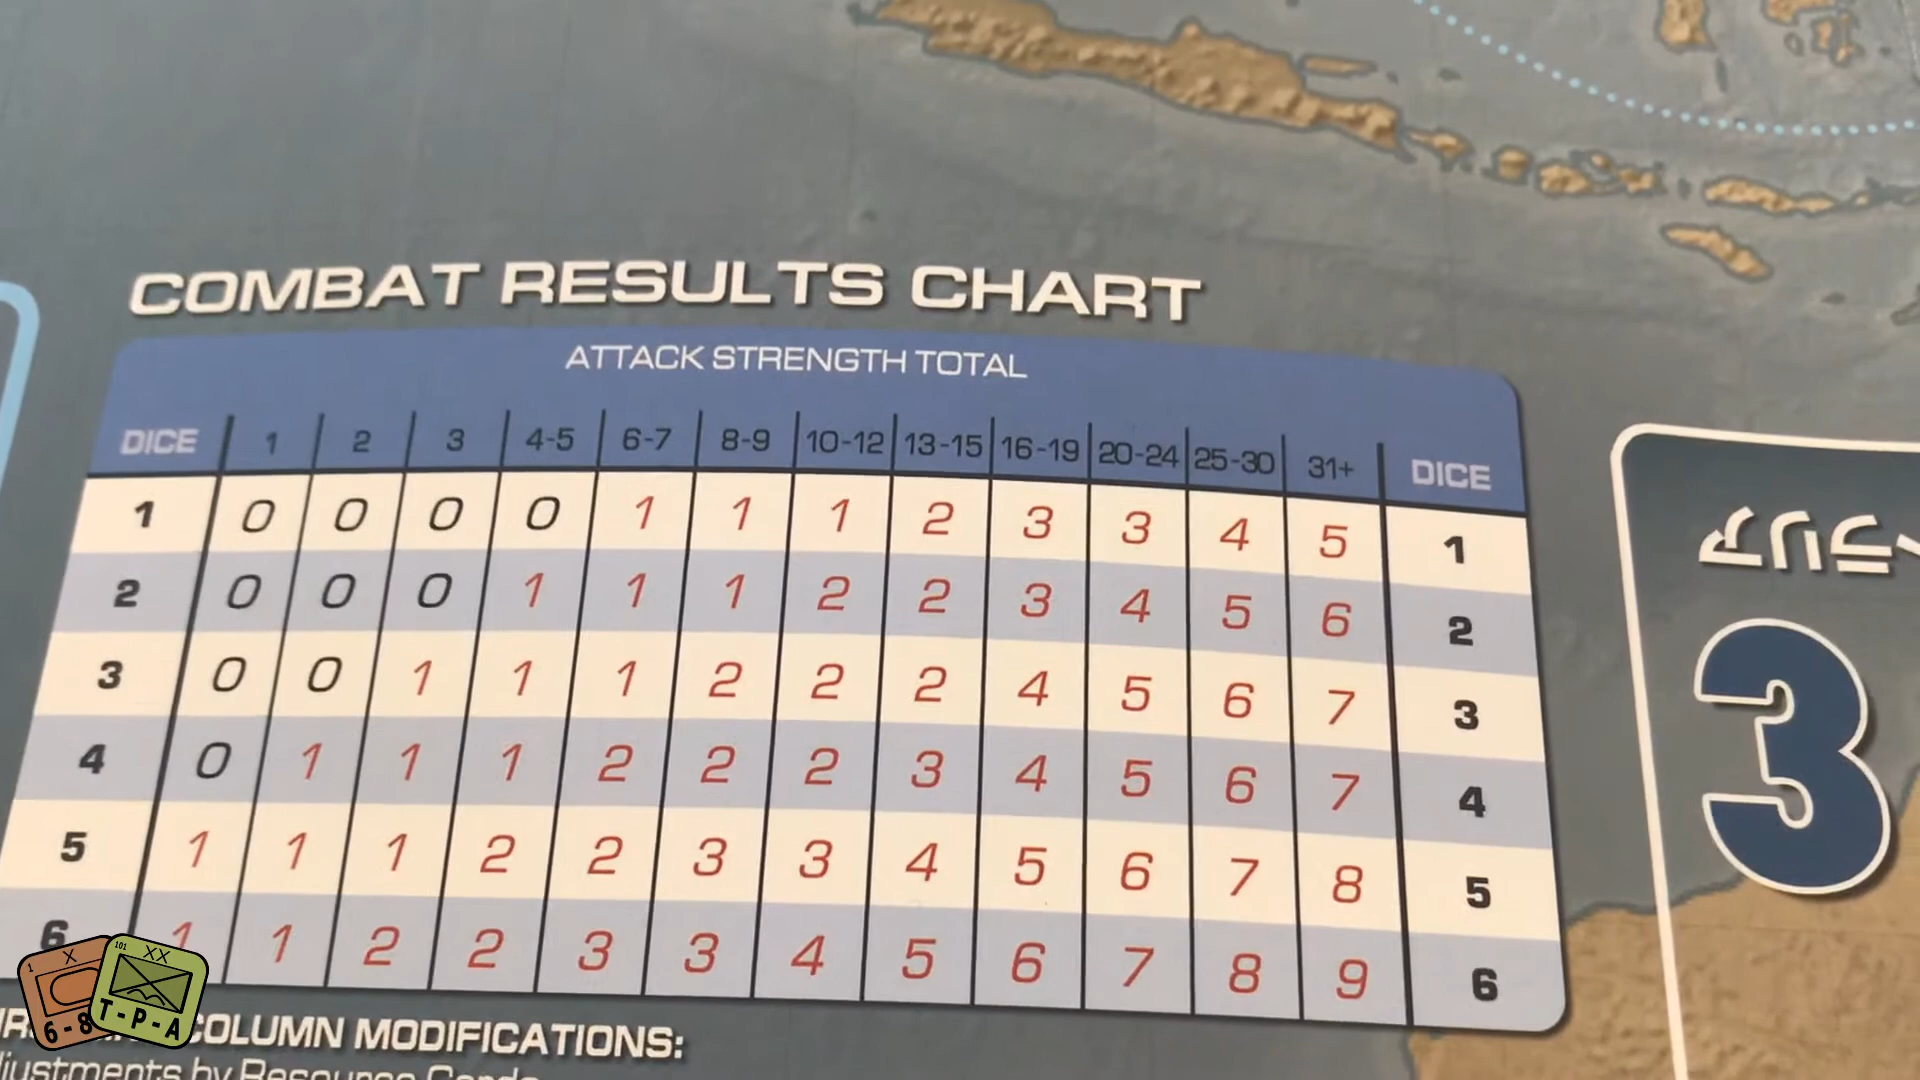 COMBAT RESULTS CHART
ATTACK STRENGTH TOTAL
DICE 1 2 3 4-5 6-7 8-9 10-12 13-15 16-19 20-24 25-30 31+ DICE
1 0 0 0 0 1 1 1 2 3 3 4 5 1
2 0 0 0 1 1 1 2 2 3 4 5 6 2
3 0 0 1 1 1 2 2 2 4 5 6 7 3
4 0 1 1 1 2 2 2 3 4 5 6 7 4
5 1 1 1 2 2 3 3 4 5 6 7 8 5
6 1 1 2 2 3 3 4 5 6 7 8 9 6
3
1 X
6-8
101 XX
T-P-A
COLUMN MODIFICATIONS:
by Resource